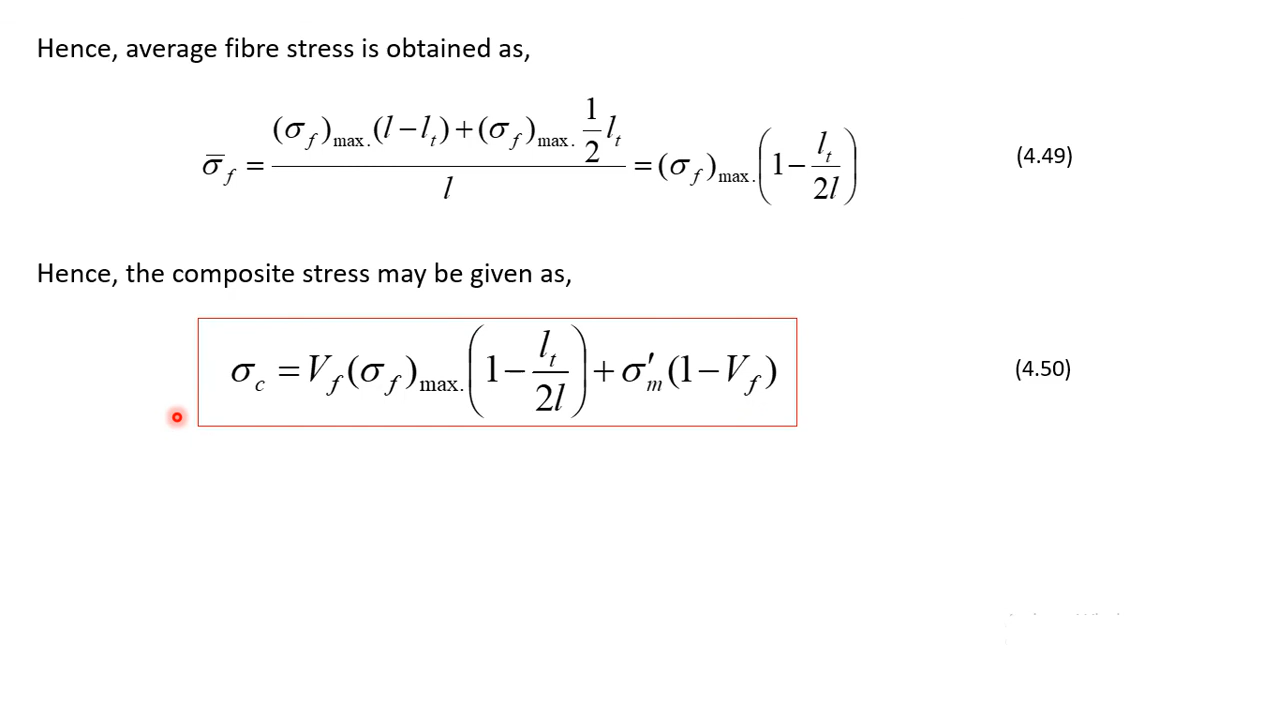 Hence, average fibre stress is obtained as,
σ̄_f = ((σ_f)_max. (l − l_t) + (σ_f)_max. 1/2 l_t) / l = (σ_f)_max. (1 − l_t/2l) (4.49)
Hence, the composite stress may be given as,
σ_c = V_f (σ_f)_max. (1 − l_t/2l) + σ′_m (1 − V_f) (4.50)